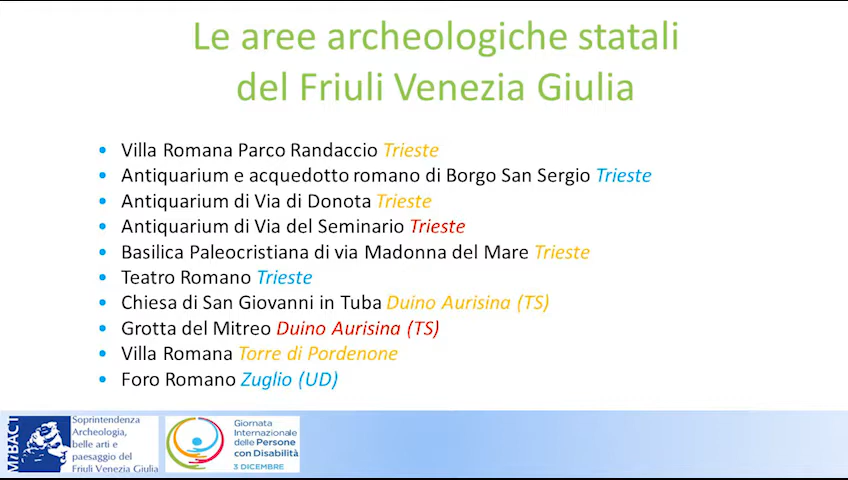 Le aree archeologiche statali
del Friuli Venezia Giulia
• Villa Romana Parco Randaccio Trieste
• Antiquarium e acquedotto romano di Borgo San Sergio Trieste
• Antiquarium di Via di Donota Trieste
• Antiquarium di Via del Seminario Trieste
• Basilica Paleocristiana di via Madonna del Mare Trieste
• Teatro Romano Trieste
• Chiesa di San Giovanni in Tuba Duino Aurisina (TS)
• Grotta del Mitreo Duino Aurisina (TS)
• Villa Romana Torre di Pordenone
• Foro Romano Zuglio (UD)
MiBACT
Soprintendenza
Archeologia,
belle arti e
paesaggio del
Friuli Venezia Giulia
Giornata
Internazionale
delle Persone
con Disabilità
3 DICEMBRE